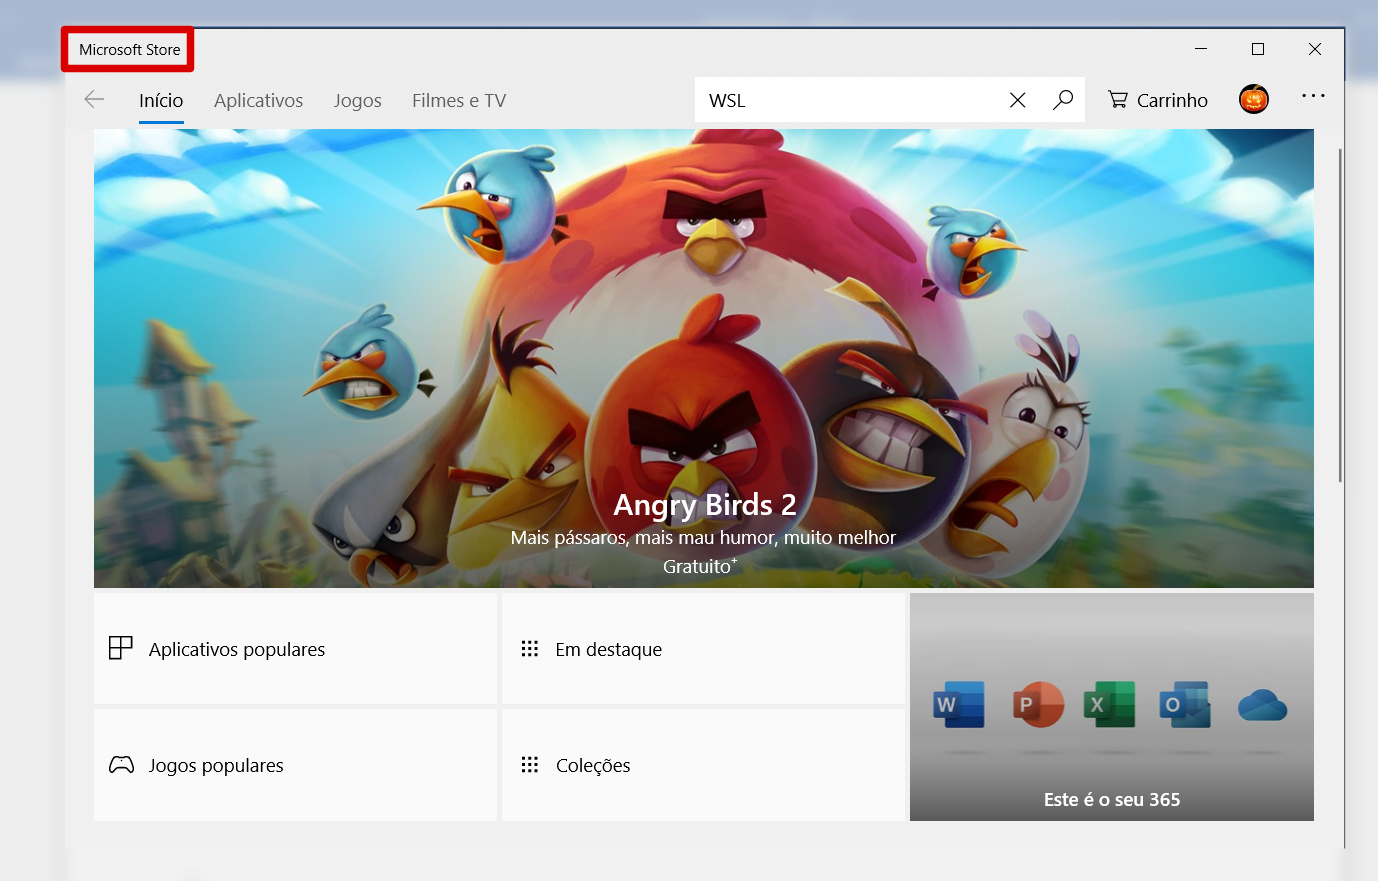 Microsoft Store
Início Aplicativos Jogos Filmes e TV WSL Carrinho
Angry Birds 2
Mais pássaros, mais mau humor, muito melhor
Gratuito+
Aplicativos populares
Em destaque
W P X O
Jogos populares
Coleções
Este é o seu 365